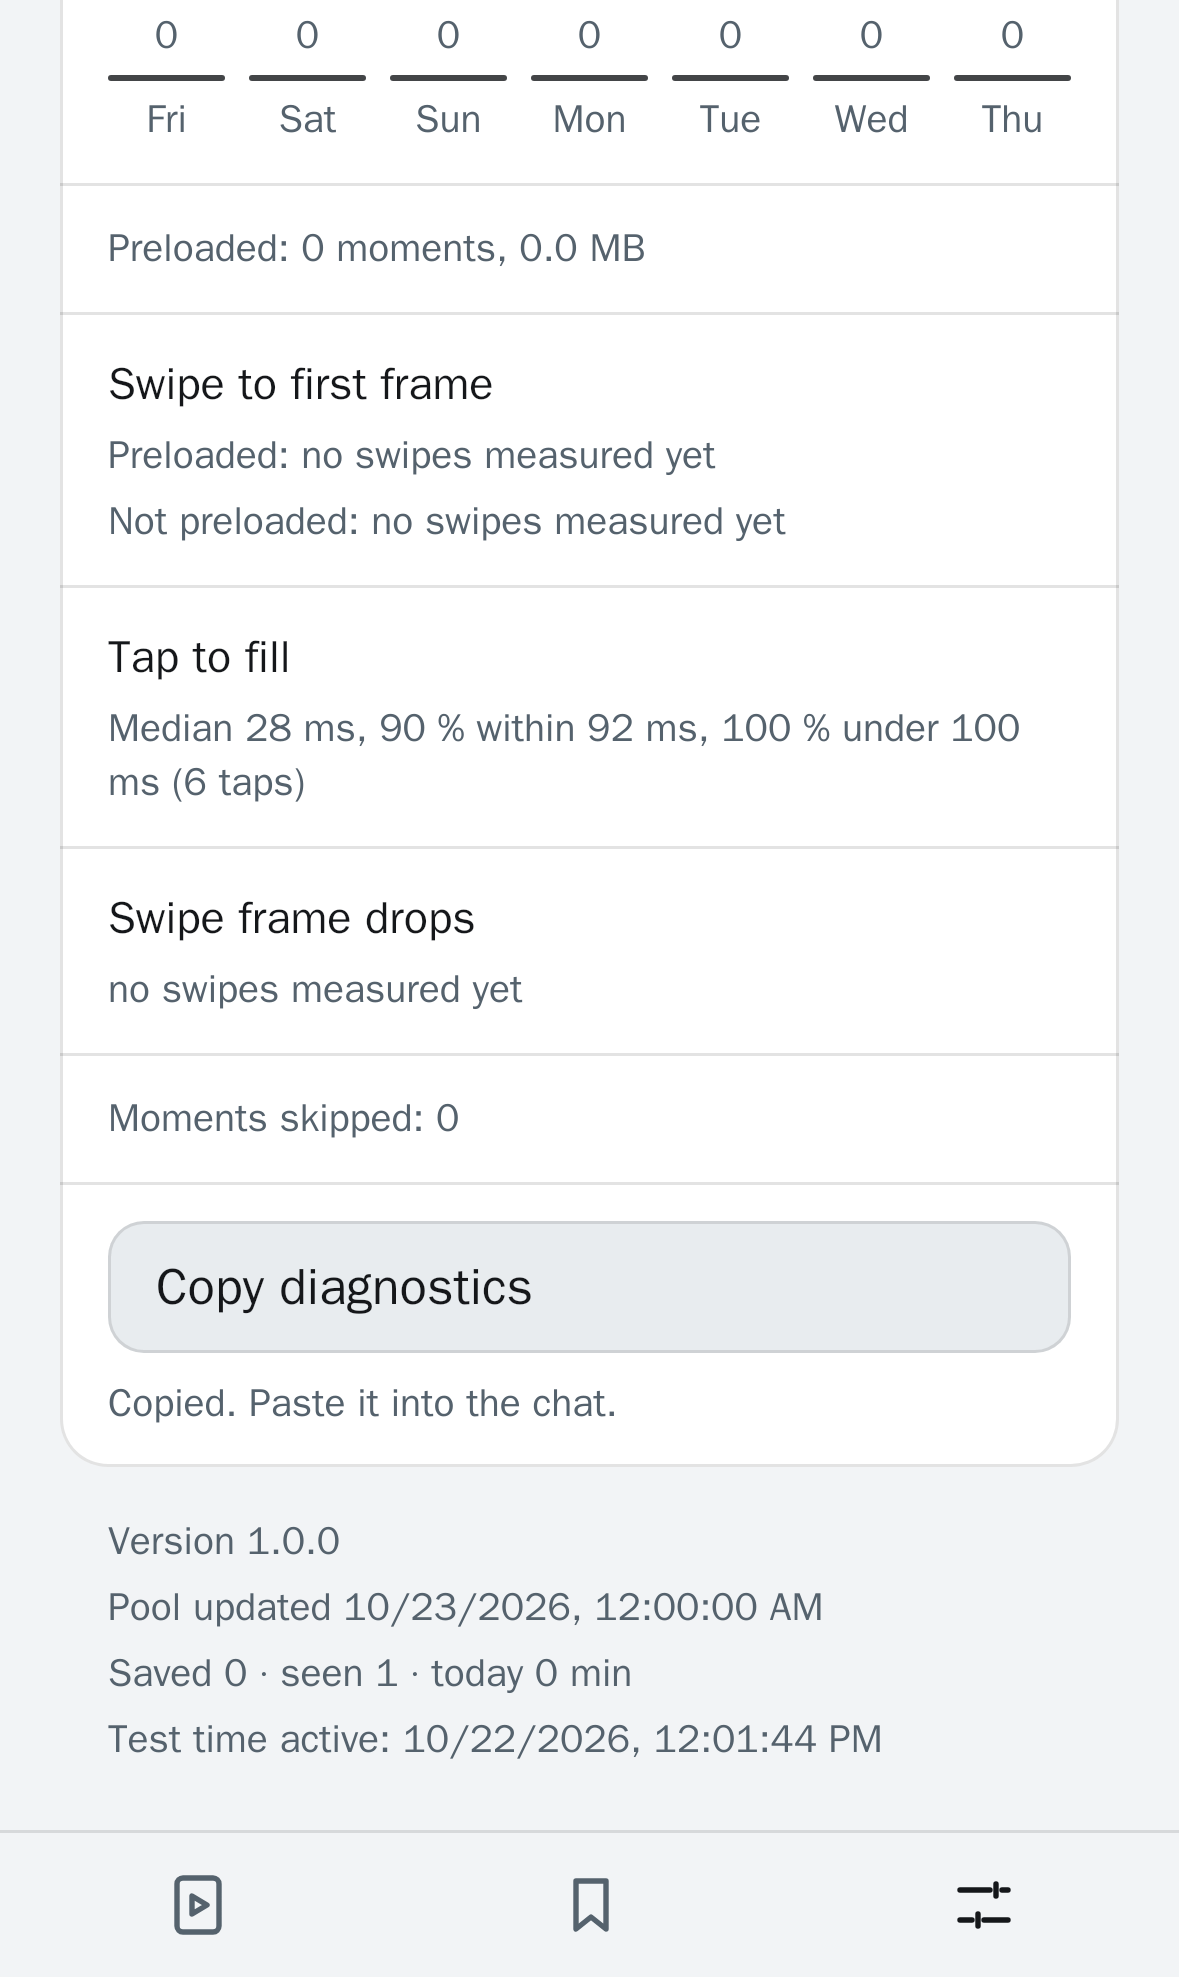 0 0 0 0 0 0 0
Fri Sat Sun Mon Tue Wed Thu
Preloaded: 0 moments, 0.0 MB
Swipe to first frame
Preloaded: no swipes measured yet
Not preloaded: no swipes measured yet
Tap to fill
Median 28 ms, 90 % within 92 ms, 100 % under 100
ms (6 taps)
Swipe frame drops
no swipes measured yet
Moments skipped: 0
Copy diagnostics
Copied. Paste it into the chat.
Version 1.0.0
Pool updated 10/23/2026, 12:00:00 AM
Saved 0 · seen 1 · today 0 min
Test time active: 10/22/2026, 12:01:44 PM